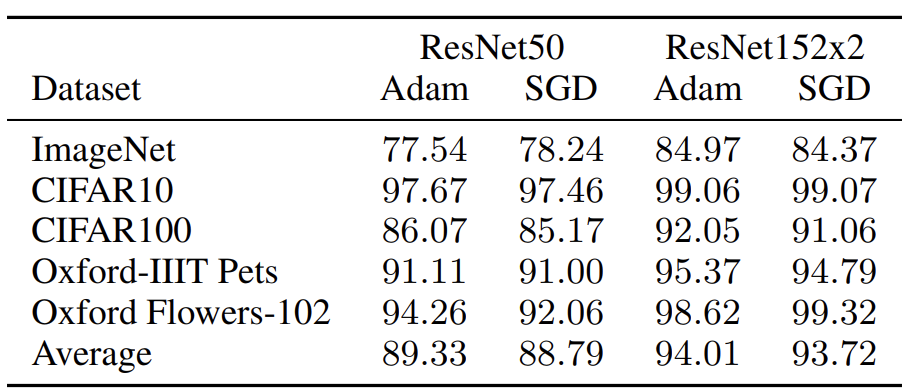 ResNet50 ResNet152x2
Dataset Adam SGD Adam SGD
ImageNet 77.54 78.24 84.97 84.37
CIFAR10 97.67 97.46 99.06 99.07
CIFAR100 86.07 85.17 92.05 91.06
Oxford-IIIT Pets 91.11 91.00 95.37 94.79
Oxford Flowers-102 94.26 92.06 98.62 99.32
Average 89.33 88.79 94.01 93.72